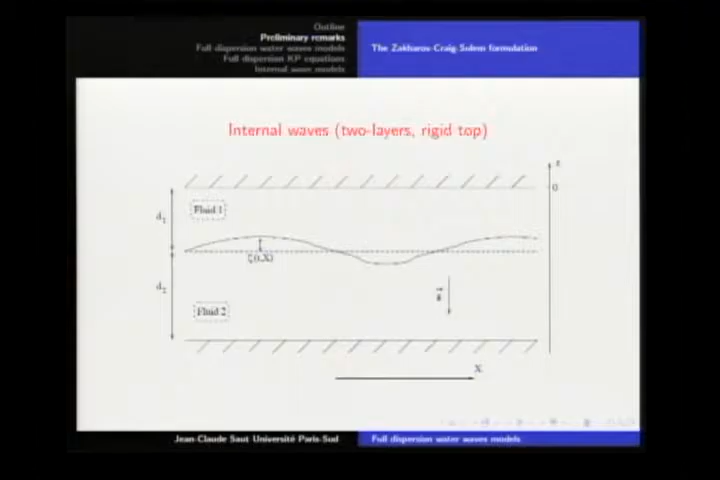 Outline
Preliminary remarks
Full dispersion water waves models
Full dispersion KP equations
Internal wave models
The Zakharov-Craig-Sulem formulation
Internal waves (two-layers, rigid top)
z
0
d1
Fluid 1
ζ(t,X)
d2
g
Fluid 2
X
Jean-Claude Saut Université Paris-Sud
Full dispersion water waves models